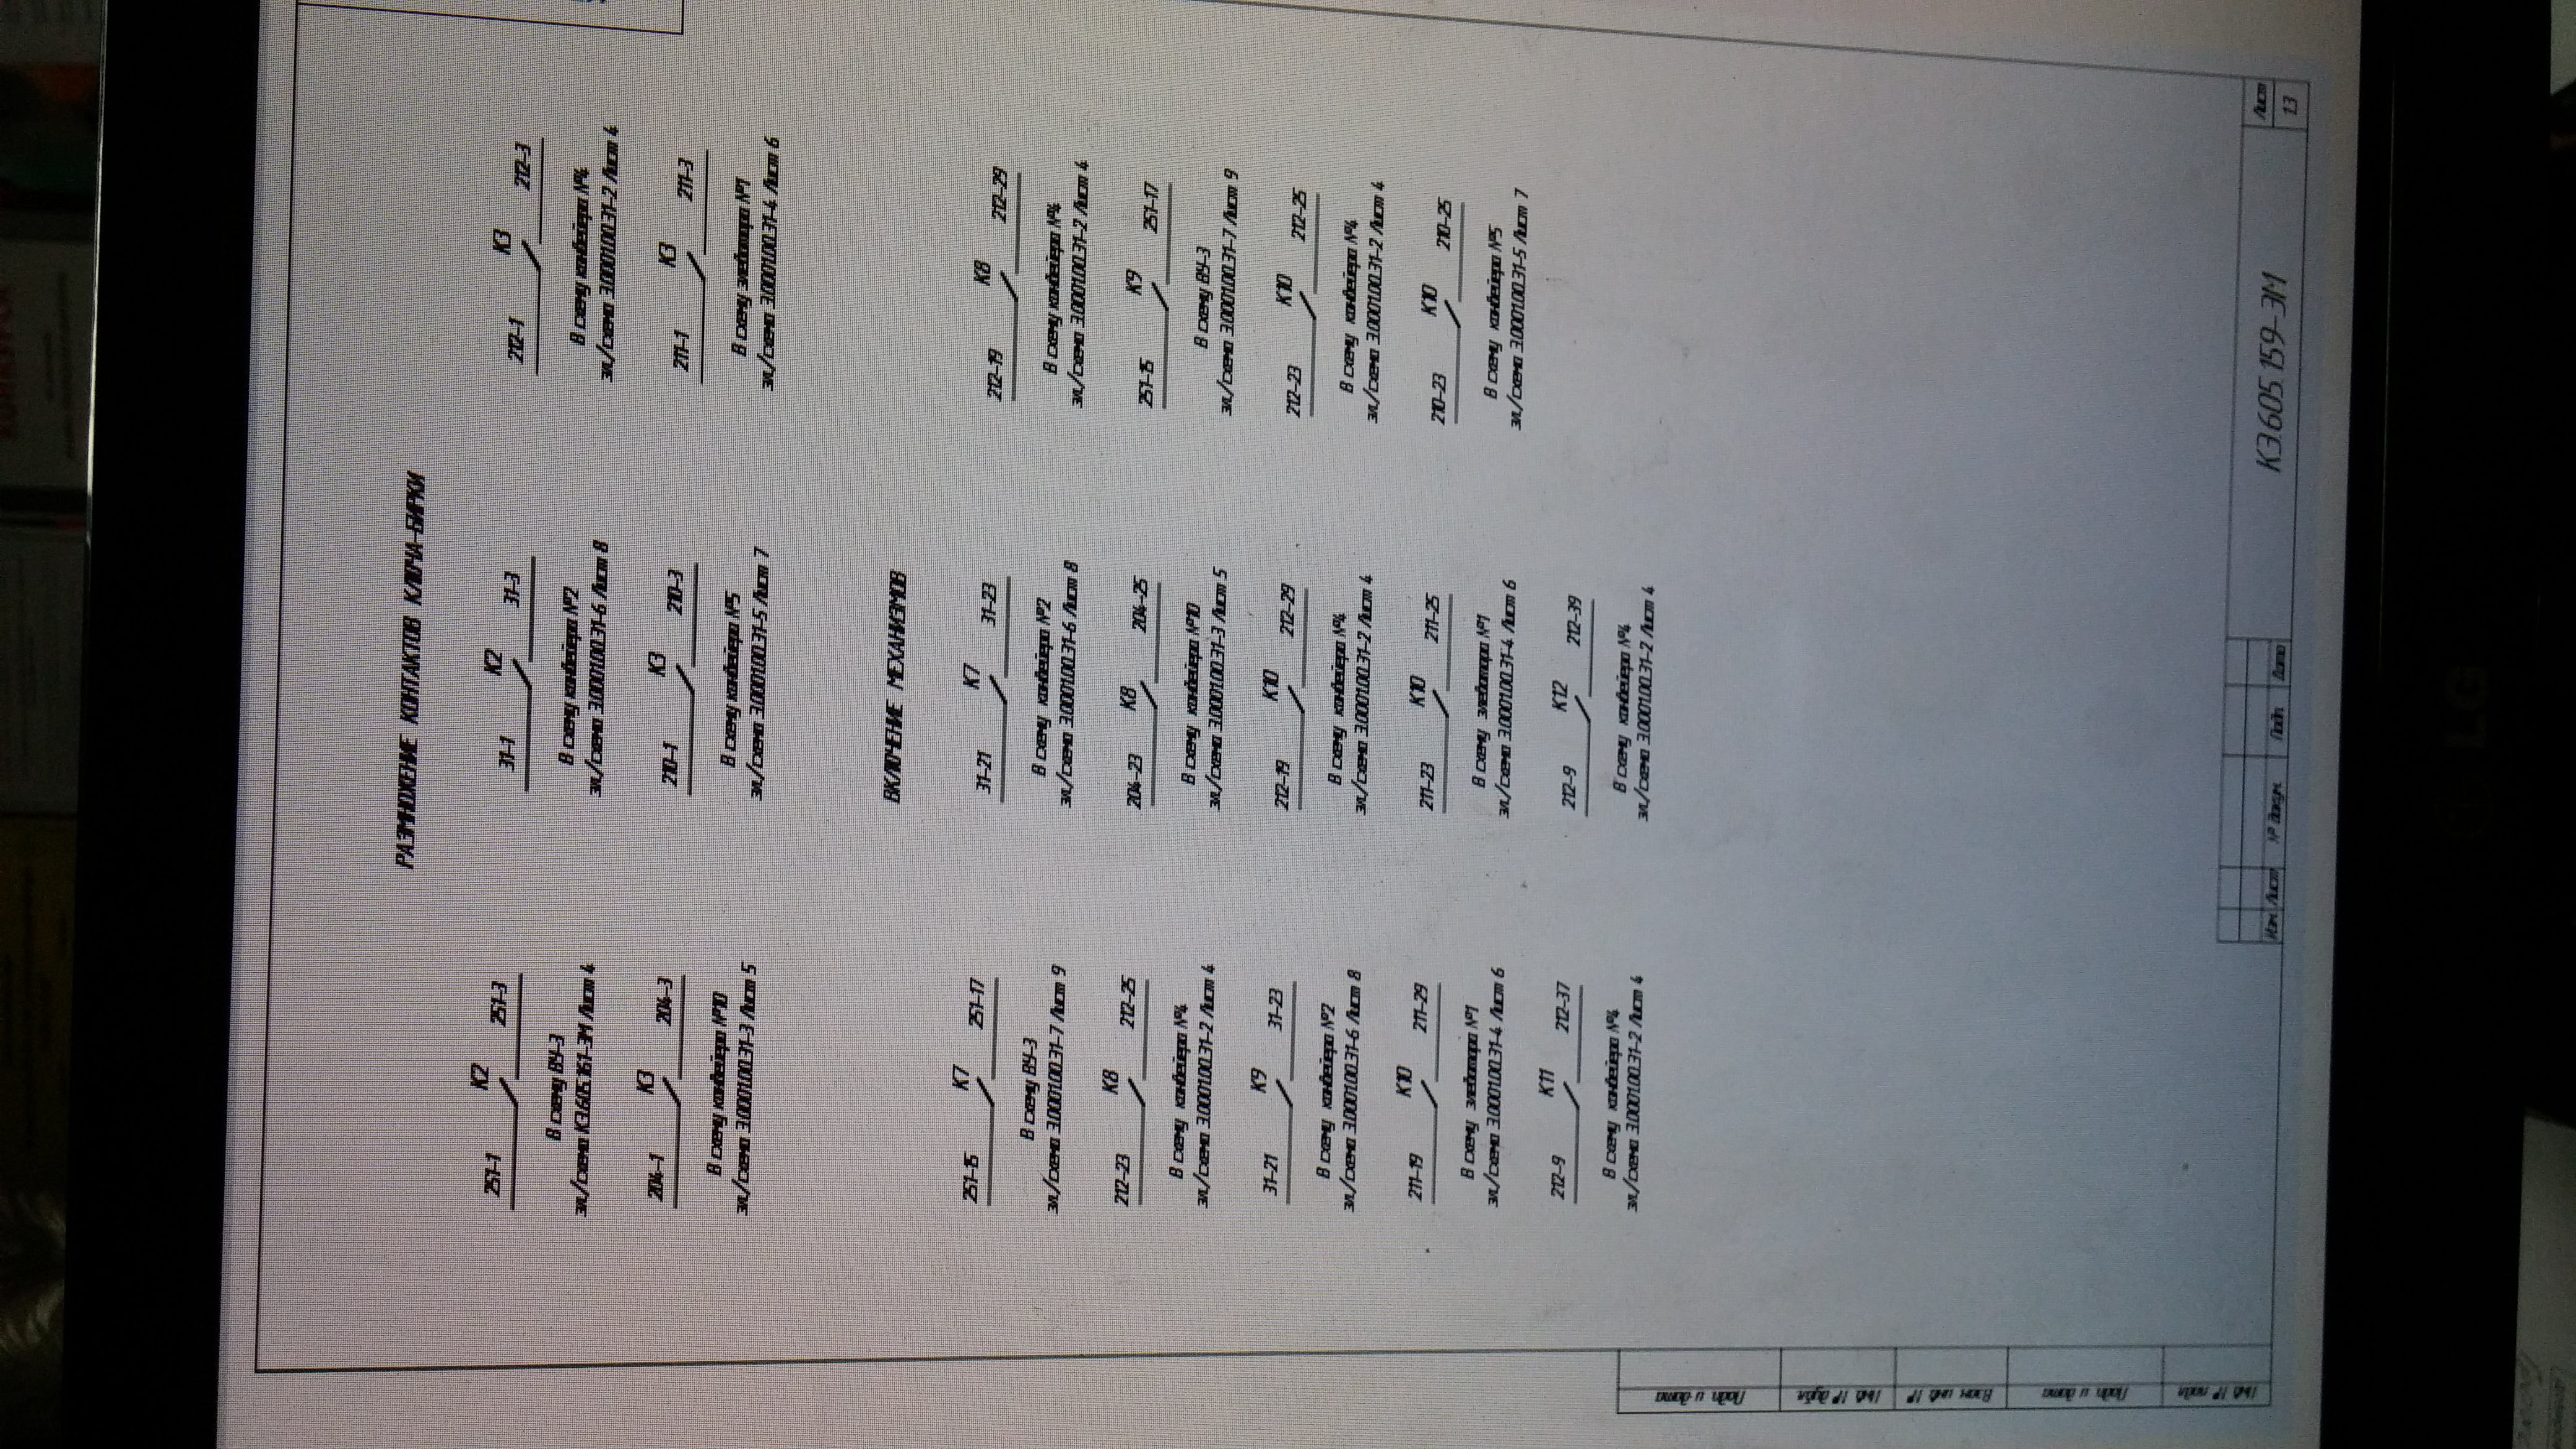 КОНКУРСА
РАЗМНОЖЕНИЕ КОНТАКТОВ КЛЮЧА-БИРКИ
251-1 К2 251-3
31-1 К2 31-3
212-1 К3 212-3
В схему ВУ-3
эл./схема КЭ.605.161-ЭМ Лист 4
В схему конвейера №2
эл./схема 3.0001.00.31-6 Лист 8
В схему конвейера №4
эл./схема 3.0001.00.31-2 Лист 4
204-1 К3 204-3
210-1 К3 210-3
211-1 К3 211-3
В схему конвейера №10
эл./схема 3.0001.00.31-3 Лист 5
В схему конвейера №5
эл./схема 3.0001.00.31-5 Лист 7
В схему элеватора №1
эл./схема 3.0001.00.31-4 Лист 6
ВКЛЮЧЕНИЕ МЕХАНИЗМОВ
251-15 К7 251-17
31-21 К7 31-23
212-19 К8 212-29
В схему ВУ-3
эл./схема 3.0001.00.31-7 Лист 9
В схему конвейера №2
эл./схема 3.0001.00.31-6 Лист 8
В схему конвейера №4
эл./схема 3.0001.00.31-2 Лист 4
212-23 К8 212-25
204-23 К8 204-25
251-15 К9 251-17
В схему конвейера №4
эл./схема 3.0001.00.31-2 Лист 4
В схему конвейера №10
эл./схема 3.0001.00.31-3 Лист 5
В схему ВУ-3
эл./схема 3.0001.00.31-7 Лист 9
31-21 К9 31-23
212-19 К10 212-29
212-23 К10 212-25
В схему конвейера №2
эл./схема 3.0001.00.31-6 Лист 8
В схему конвейера №4
эл./схема 3.0001.00.31-2 Лист 4
В схему конвейера №4
эл./схема 3.0001.00.31-2 Лист 4
211-19 К10 211-29
211-23 К10 211-25
210-23 К10 210-25
В схему элеватора №1
эл./схема 3.0001.00.31-4 Лист 6
В схему элеватора №1
эл./схема 3.0001.00.31-4 Лист 6
В схему конвейера №5
эл./схема 3.0001.00.31-5 Лист 7
212-9 К11 212-37
212-9 К12 212-39
В схему конвейера №4
эл./схема 3.0001.00.31-2 Лист 4
В схему конвейера №4
эл./схема 3.0001.00.31-2 Лист 4
Подп. и дата
Инв. № дубл.
Взам. инв. №
Подп. и дата
Инв. № подл.
Изм. Лист № докум. Подп. Дата
КЭ.605.159-ЭМ
Лист
13
LG